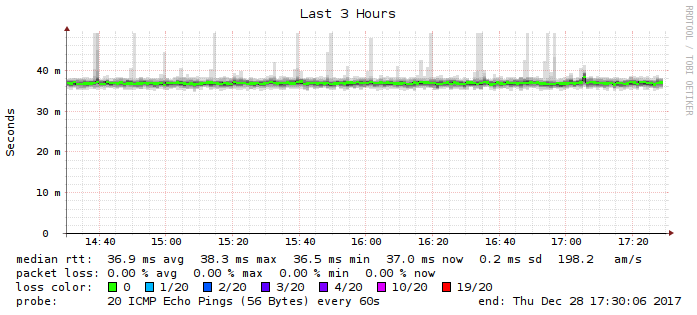 Last 3 Hours
RRDTOOL / TOBI OETIKER
Seconds
40 m
30 m
20 m
10 m
0
14:40 15:00 15:20 15:40 16:00 16:20 16:40 17:00 17:20
median rtt: 36.9 ms avg 38.3 ms max 36.5 ms min 37.0 ms now 0.2 ms sd 198.2 am/s
packet loss: 0.00 % avg 0.00 % max 0.00 % min 0.00 % now
loss color: 0 1/20 2/20 3/20 4/20 10/20 19/20
probe: 20 ICMP Echo Pings (56 Bytes) every 60s end: Thu Dec 28 17:30:06 2017